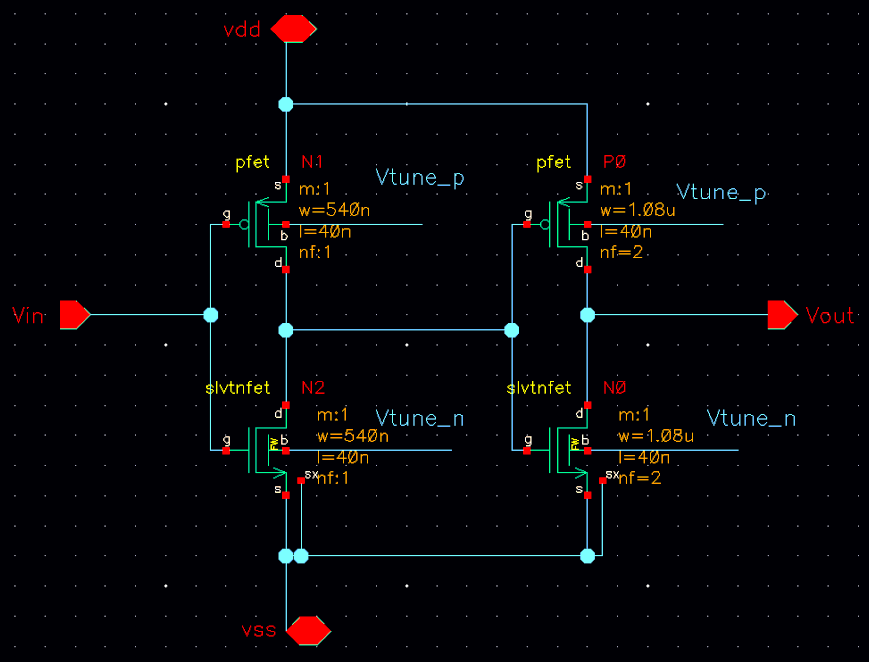 vdd
pfet N1
s
Vtune_p
m:1
g
w=540n
b
l=40n
nf:1
d
pfet P0
s
Vtune_p
m:1
g
w=1.08u
b
l=40n
nf=2
d
Vin
Vout
slvtnfet N2
d
m:1
Vtune_n
g
FW
b
w=540n
l=40n
sx
nf:1
s
slvtnfet N0
d
m:1
Vtune_n
g
FW
b
w=1.08u
l=40n
sx
nf=2
s
vss